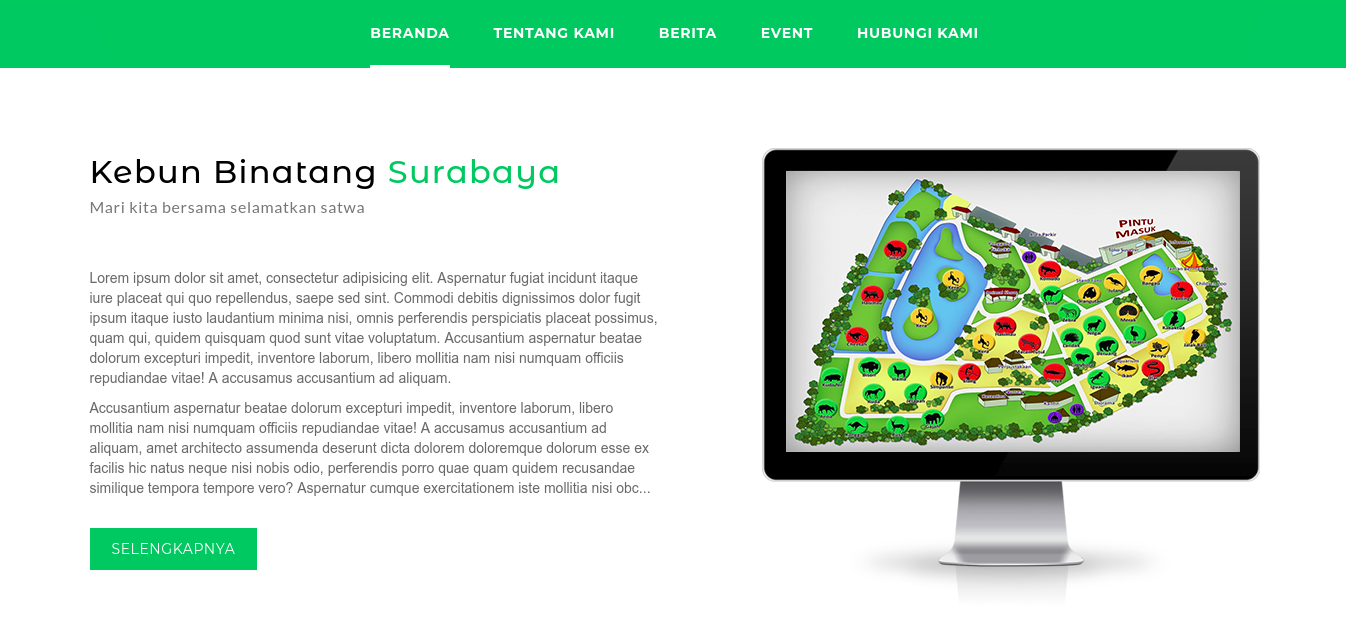 BERANDA TENTANG KAMI BERITA EVENT HUBUNGI KAMI
Kebun Binatang Surabaya
Mari kita bersama selamatkan satwa
Lorem ipsum dolor sit amet, consectetur adipisicing elit. Aspernatur fugiat incidunt itaque
iure placeat qui quo repellendus, saepe sed sint. Commodi debitis dignissimos dolor fugit
ipsum itaque iusto laudantium minima nisi, omnis perferendis perspiciatis placeat possimus,
quam qui, quidem quisquam quod sunt vitae voluptatum. Accusantium aspernatur beatae
dolorum excepturi impedit, inventore laborum, libero mollitia nam nisi numquam officiis
repudiandae vitae! A accusamus accusantium ad aliquam.
Accusantium aspernatur beatae dolorum excepturi impedit, inventore laborum, libero
mollitia nam nisi numquam officiis repudiandae vitae! A accusamus accusantium ad
aliquam, amet architecto assumenda deserunt dicta dolorem doloremque dolorum esse ex
facilis hic natus neque nisi nobis odio, perferendis porro quae quam quidem recusandae
similique tempora tempore vero? Aspernatur cumque exercitationem iste mollitia nisi obc...
SELENGKAPNYA
PINTU
MASUK